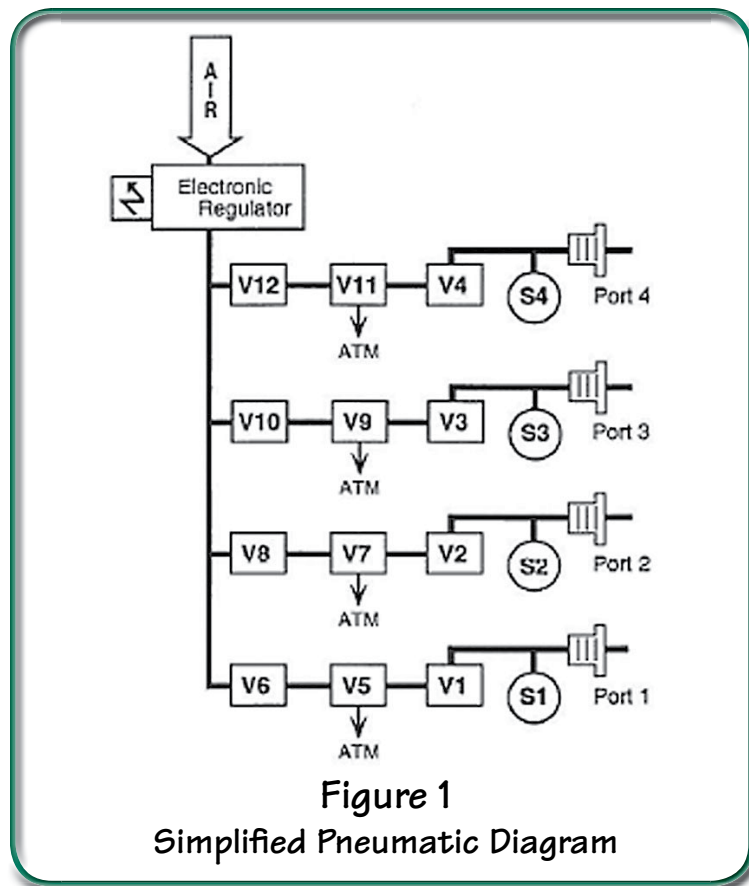 AIR
Electronic
Regulator
V12 V11 V4 S4 Port 4
ATM
V10 V9 V3 S3 Port 3
ATM
V8 V7 V2 S2 Port 2
ATM
V6 V5 V1 S1 Port 1
ATM
Figure 1
Simplified Pneumatic Diagram